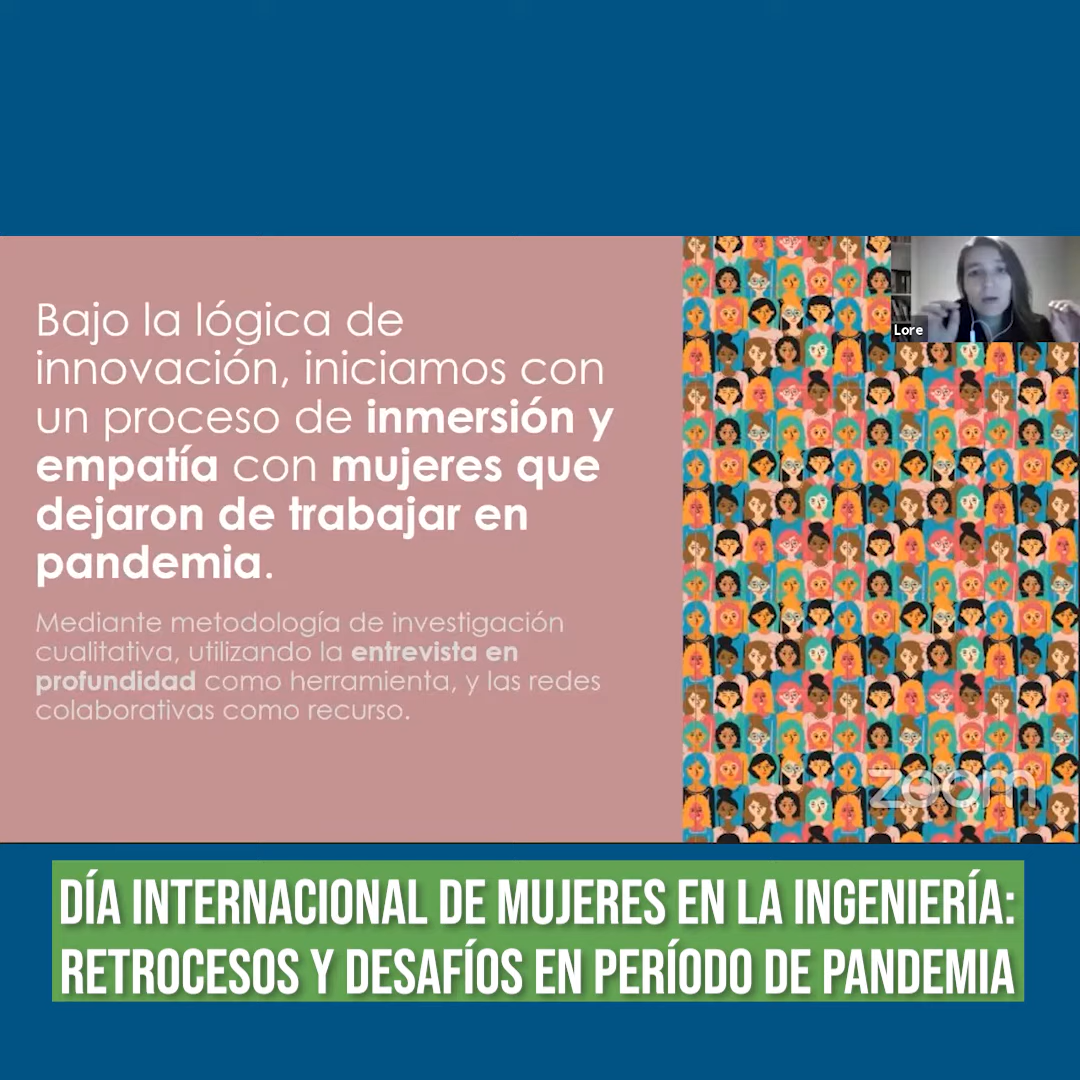 Bajo la lógica de
innovación, iniciamos con
un proceso de inmersión y
empatía con mujeres que
dejaron de trabajar en
pandemia.
Mediante metodología de investigación
cualitativa, utilizando la entrevista en
profundidad como herramienta, y las redes
colaborativas como recurso.
Lore
zoom
DÍA INTERNACIONAL DE MUJERES EN LA INGENIERÍA:
RETROCESOS Y DESAFÍOS EN PERÍODO DE PANDEMIA